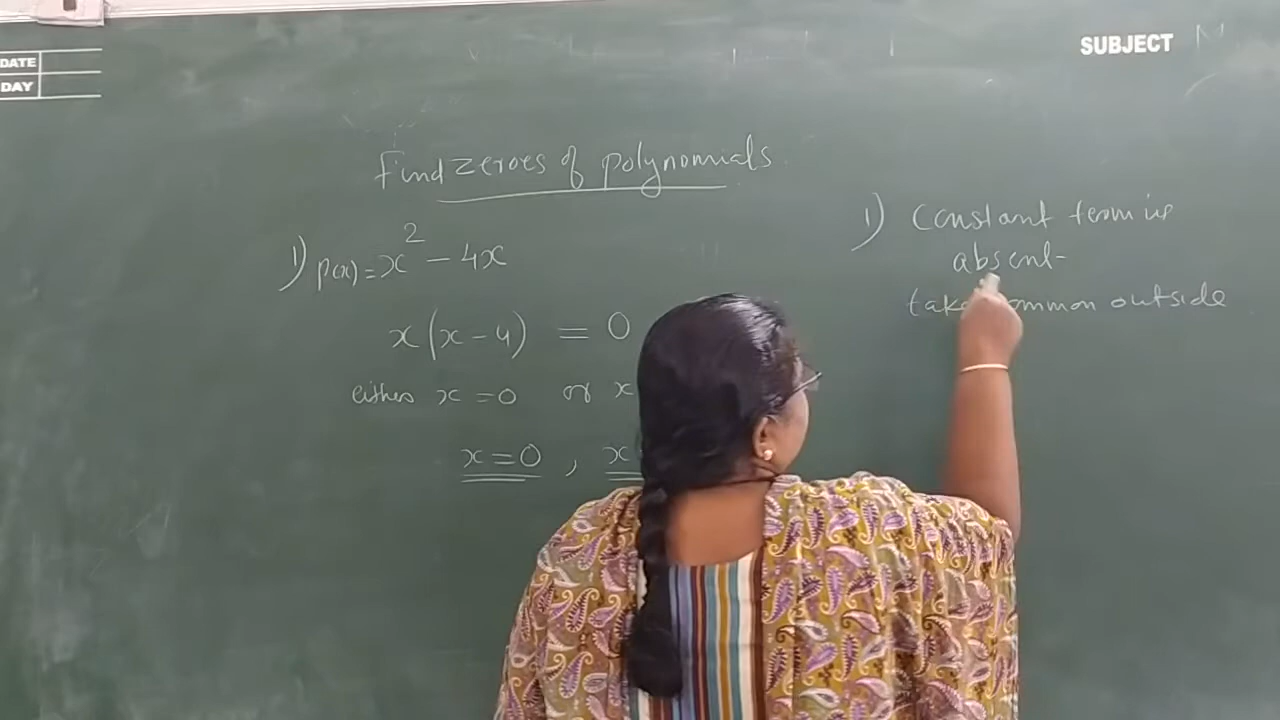 DATE
DAY
SUBJECT
Find zeroes of polynomials
1) p(x) = x² - 4x
x(x-4) = 0
either x = 0 or x
x = 0, x
1) Constant term is
absent
take common outside